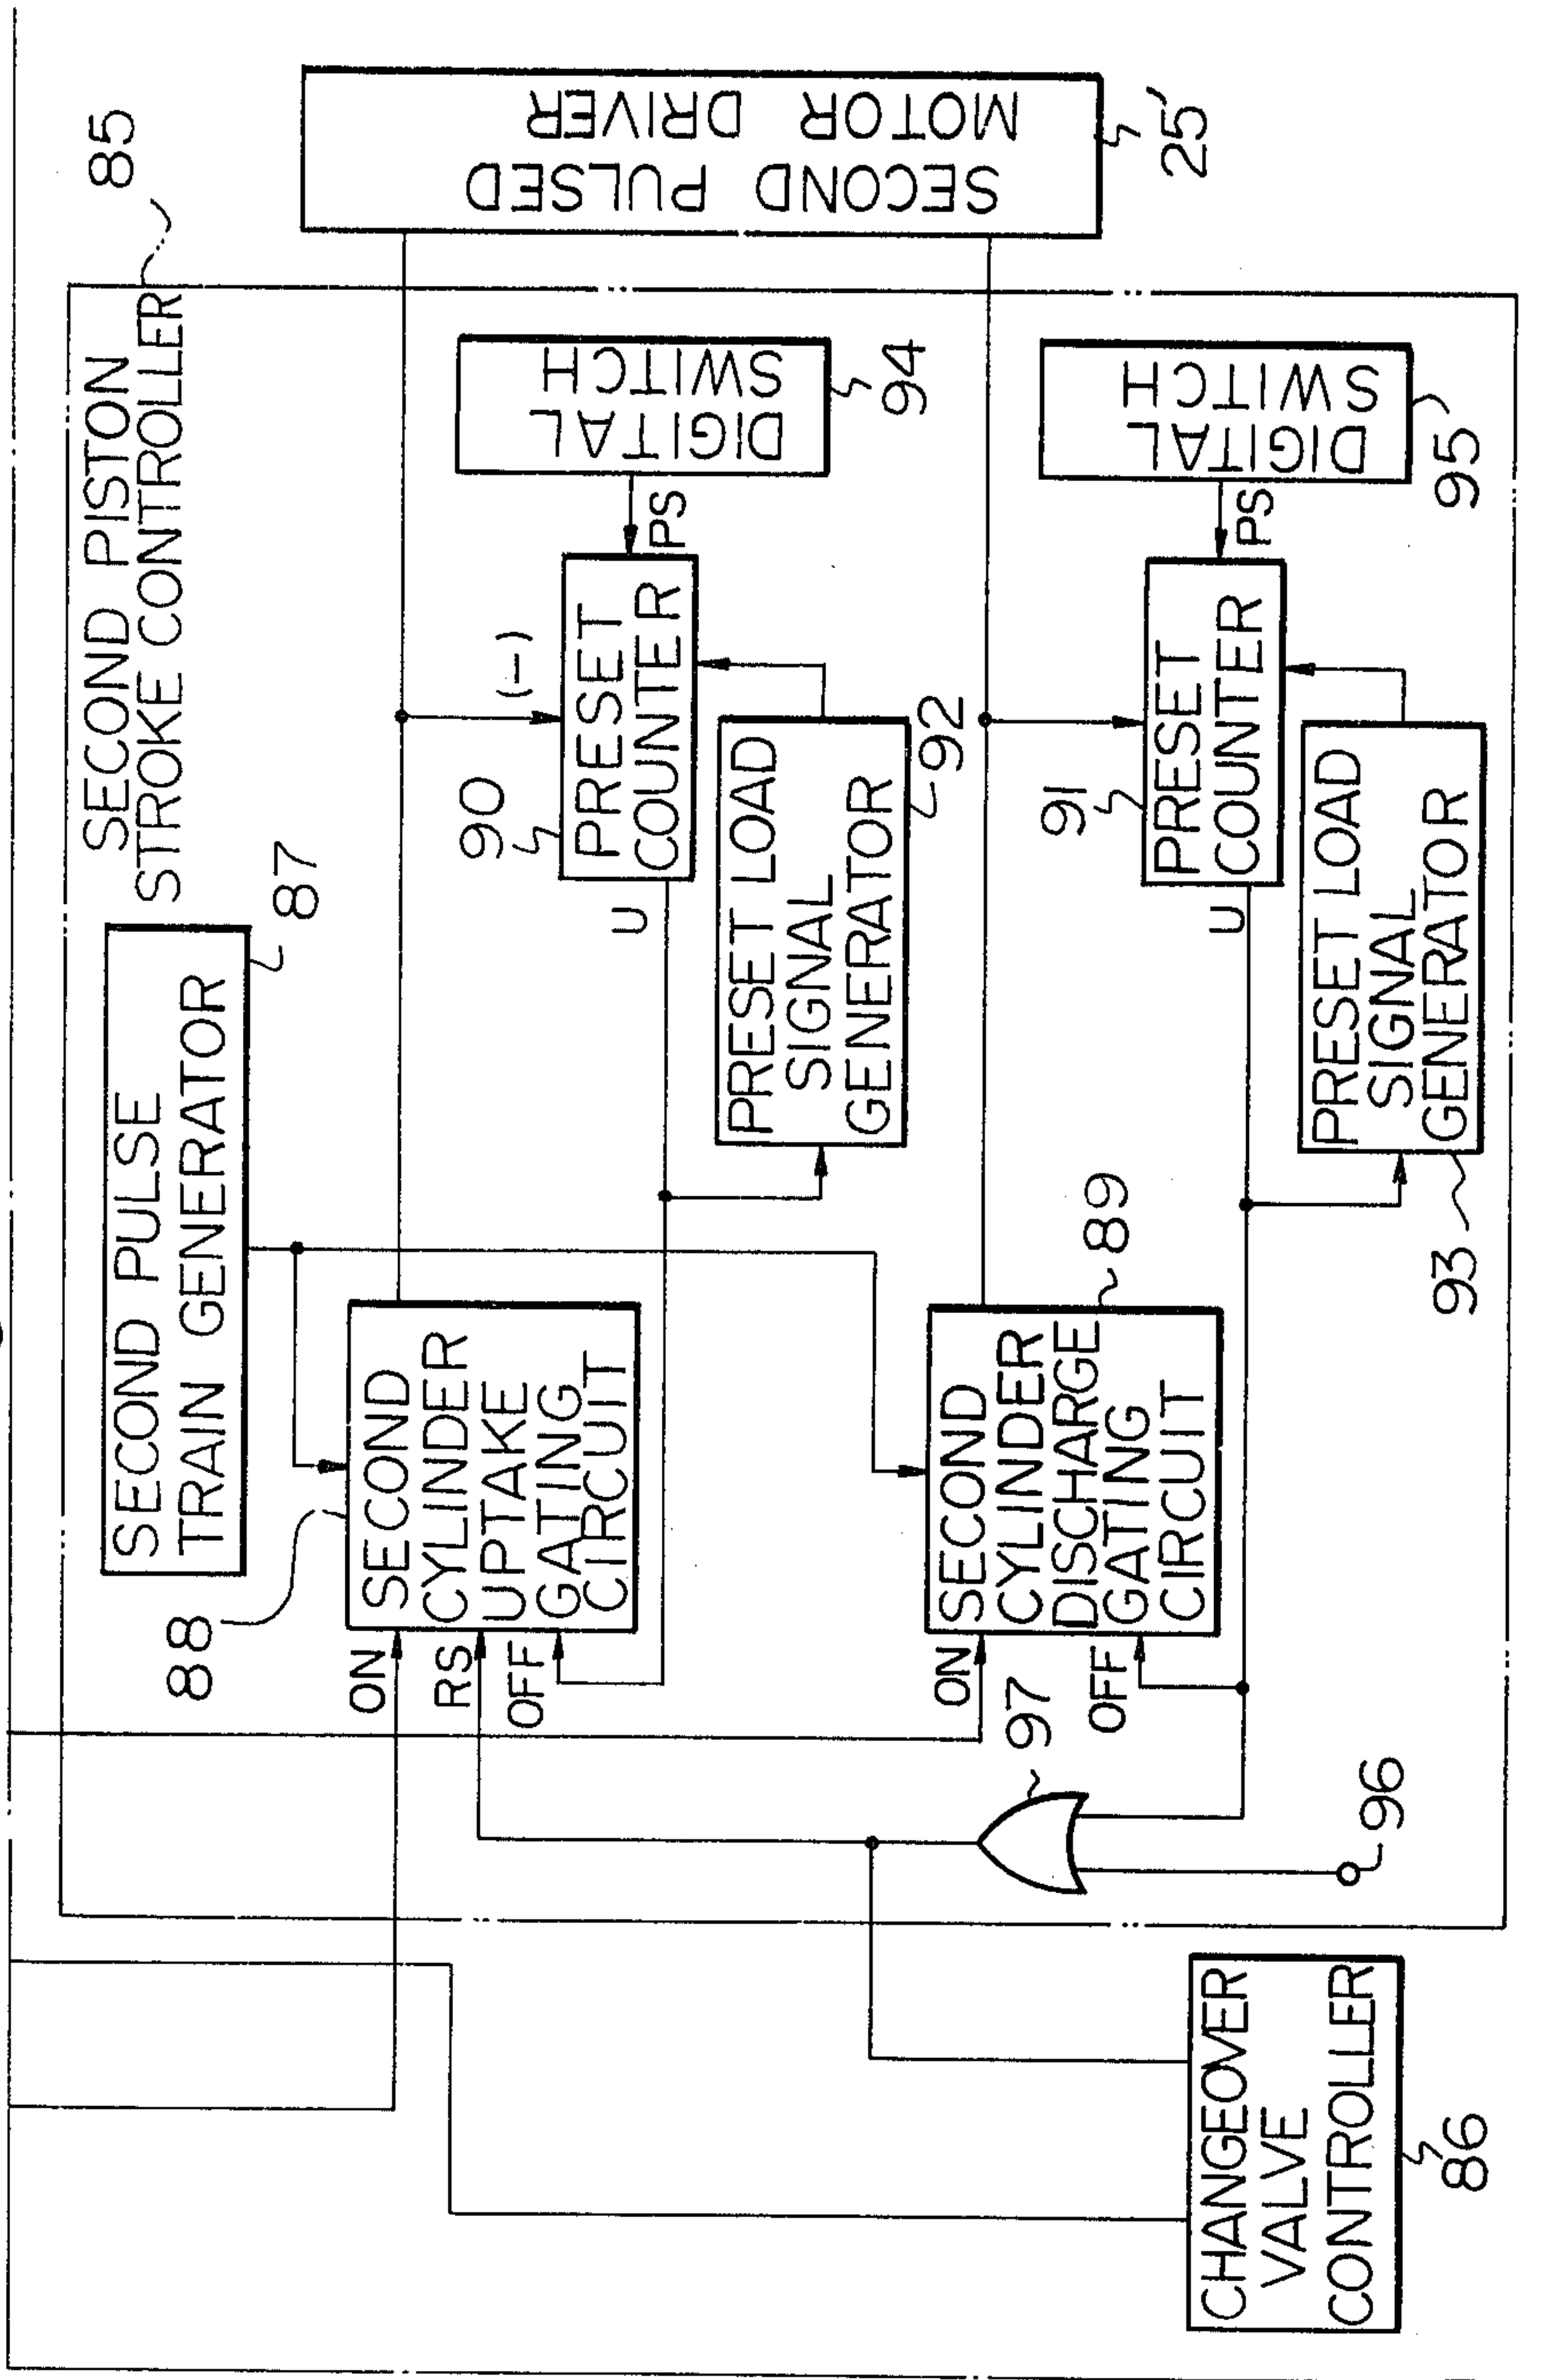 SECOND PISTON
STROKE CONTROLLER
85
SECOND PULSE
TRAIN GENERATOR
87
88
ON
RS
OFF
SECOND
CYLINDER
UPTAKE
GATING
CIRCUIT
90
(-)
PRESET
COUNTER
U
PS
DIGITAL
SWITCH
94
PRESET LOAD
SIGNAL
GENERATOR
92
SECOND PULSED
MOTOR DRIVER
25'
ON
OFF
SECOND
CYLINDER
DISCHARGE
GATING
CIRCUIT
89
91
PRESET
COUNTER
U
PS
DIGITAL
SWITCH
95
PRESET LOAD
SIGNAL
GENERATOR
93
97
96
CHANGEOVER
VALVE
CONTROLLER
86